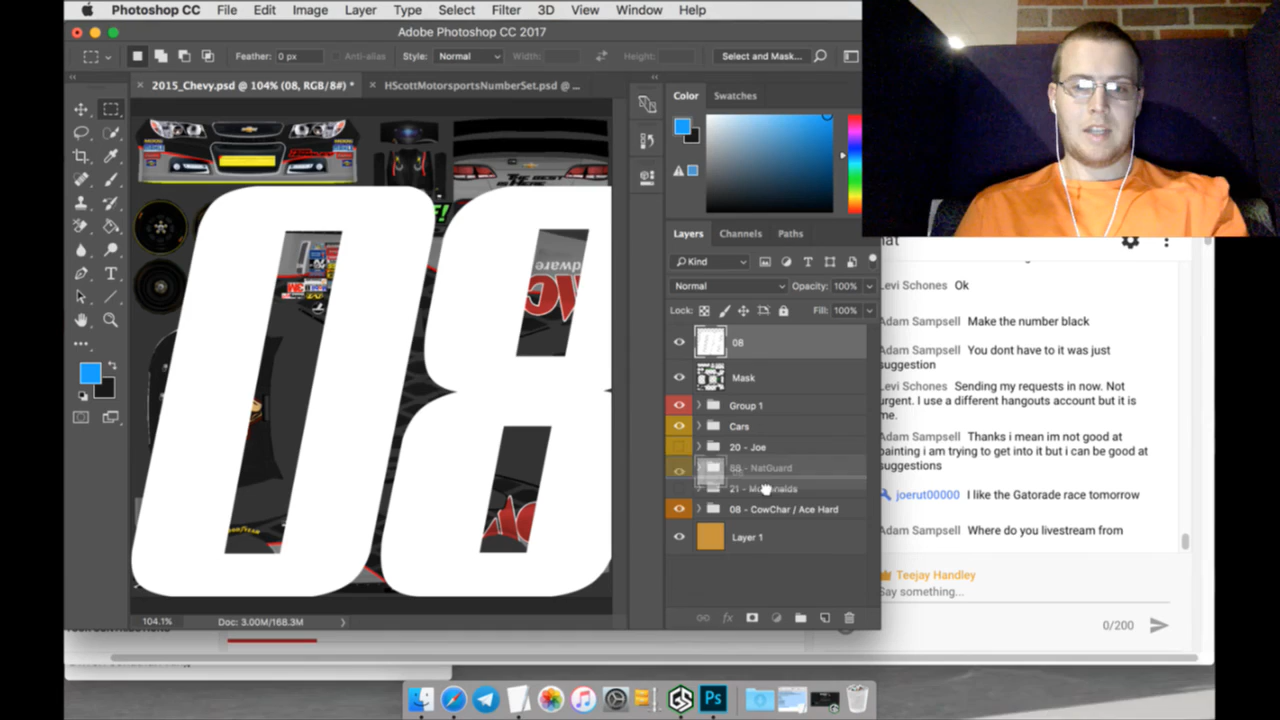 Photoshop CC File Edit Image Layer Type Select Filter 3D View Window Help
Adobe Photoshop CC 2017
Feather: 0 px Anti-alias Style: Normal Width: Height: Select and Mask...
2015_Chevy.psd @ 104% (08, RGB/8#) * HScottMotorsportsNumberSet.psd @ ...
Color Swatches
THE BEST
08
Layers Channels Paths
Kind
Normal Opacity: 100%
Lock: Fill: 100%
08
Mask
Group 1
Cars
20 - Joe
88 - NatGuard
21 - McDonalds
08 - CowChar / Ace Hard
Layer 1
104.1% Doc: 3.00M/168.3M
Levi Schones Ok
Adam Sampsell Make the number black
Adam Sampsell You dont have to it was just
suggestion
Levi Schones Sending my requests in now. Not
urgent. I use a different hangouts account but it is
me.
Adam Sampsell Thanks i mean im not good at
painting i am trying to get into it but i can be good at
suggestions
joerut00000 I like the Gatorade race tomorrow
Adam Sampsell Where do you livestream from
Teejay Handley
Say something...
0/200
GS
Ps